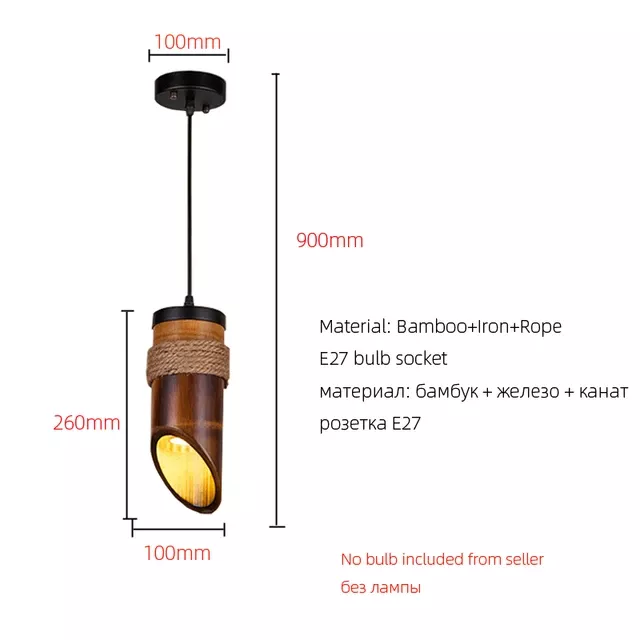 100mm
900mm
Material: Bamboo+Iron+Rope
E27 bulb socket
материал: бамбук + железо + канат
розетка E27
260mm
100mm
No bulb included from seller
без лампы